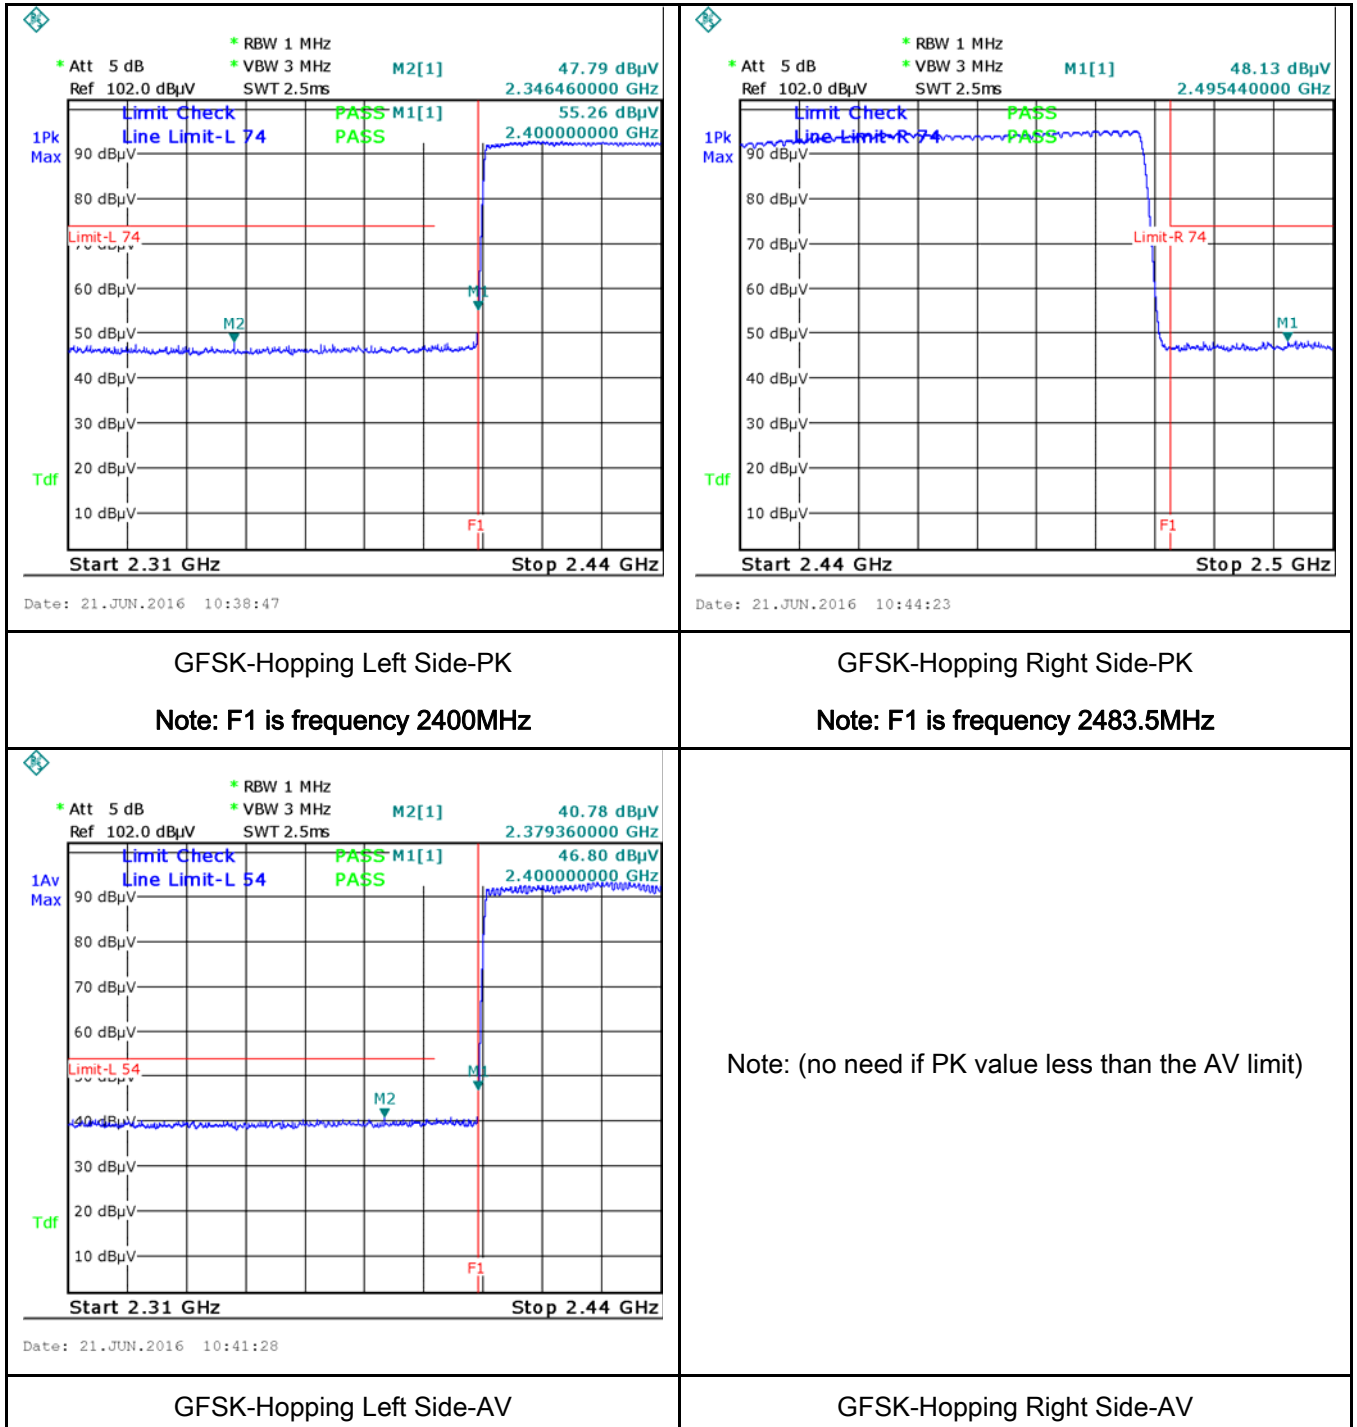 * RBW 1 MHz
* Att 5 dB * VBW 3 MHz M2[1] 47.79 dBµV
Ref 102.0 dBµV SWT 2.5ms 2.346460000 GHz
Limit Check PASS M1[1] 55.26 dBµV
1Pk Line Limit-L 74 PASS 2.400000000 GHz
Max 90 dBµV
80 dBµV
Limit-L 74
70 dBµV
60 dBµV M1
50 dBµV M2
40 dBµV
30 dBµV
Tdf 20 dBµV
10 dBµV F1
Start 2.31 GHz Stop 2.44 GHz
Date: 21.JUN.2016 10:38:47
* RBW 1 MHz
* Att 5 dB * VBW 3 MHz M1[1] 48.13 dBµV
Ref 102.0 dBµV SWT 2.5ms 2.495440000 GHz
Limit Check PASS
1Pk Line Limit-R 74 PASS
Max 90 dBµV
80 dBµV
70 dBµV Limit-R 74
60 dBµV
50 dBµV M1
40 dBµV
30 dBµV
Tdf 20 dBµV
10 dBµV F1
Start 2.44 GHz Stop 2.5 GHz
Date: 21.JUN.2016 10:44:23
GFSK-Hopping Left Side-PK
Note: F1 is frequency 2400MHz
GFSK-Hopping Right Side-PK
Note: F1 is frequency 2483.5MHz
* RBW 1 MHz
* Att 5 dB * VBW 3 MHz M2[1] 40.78 dBµV
Ref 102.0 dBµV SWT 2.5ms 2.379360000 GHz
Limit Check PASS M1[1] 46.80 dBµV
1Av Line Limit-L 54 PASS 2.400000000 GHz
Max 90 dBµV
80 dBµV
70 dBµV
60 dBµV
Limit-L 54 M1
50 dBµV
M2
40 dBµV
30 dBµV
Tdf 20 dBµV
10 dBµV F1
Start 2.31 GHz Stop 2.44 GHz
Date: 21.JUN.2016 10:41:28
Note: (no need if PK value less than the AV limit)
GFSK-Hopping Left Side-AV
GFSK-Hopping Right Side-AV